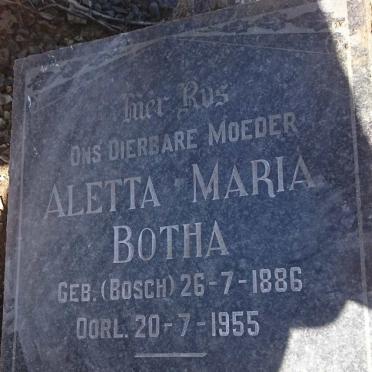 Hier Rus
ONS DIERBARE MOEDER
ALETTA MARIA
BOTHA
GEB. (BOSCH) 26-7-1886
OORL. 20-7-1955